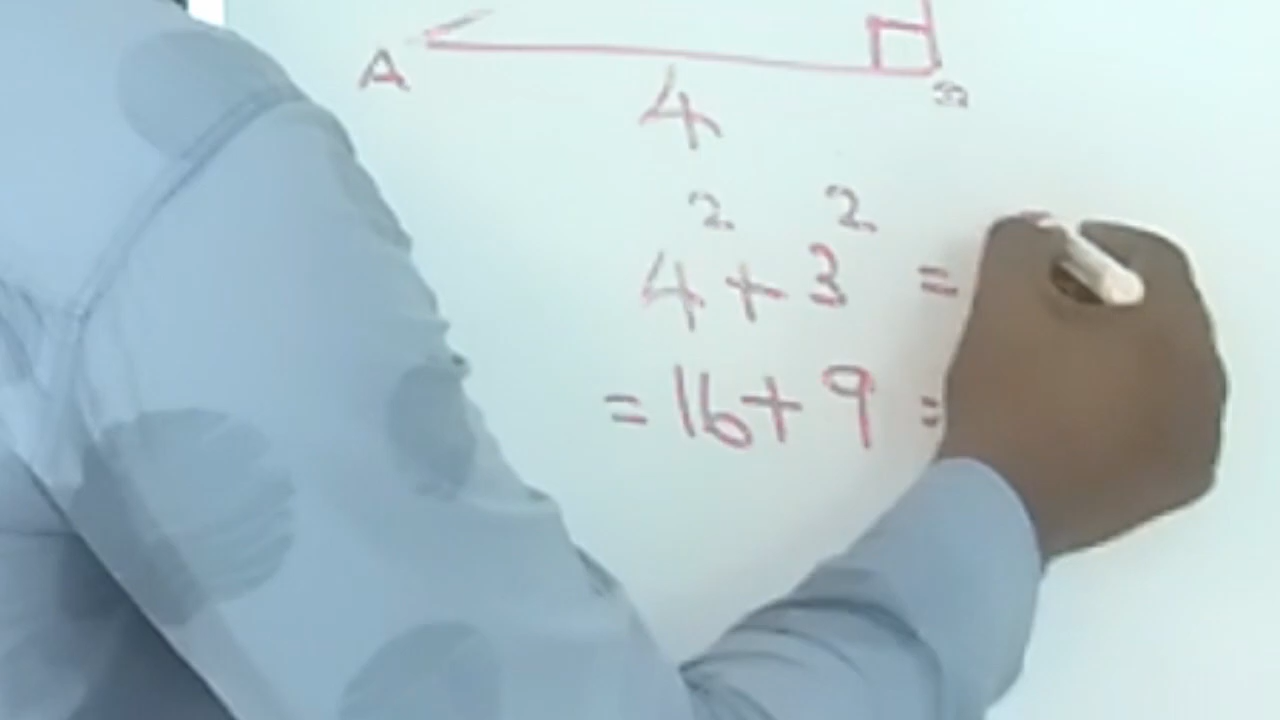 A
B
4
4² + 3² =
= 16 + 9 =